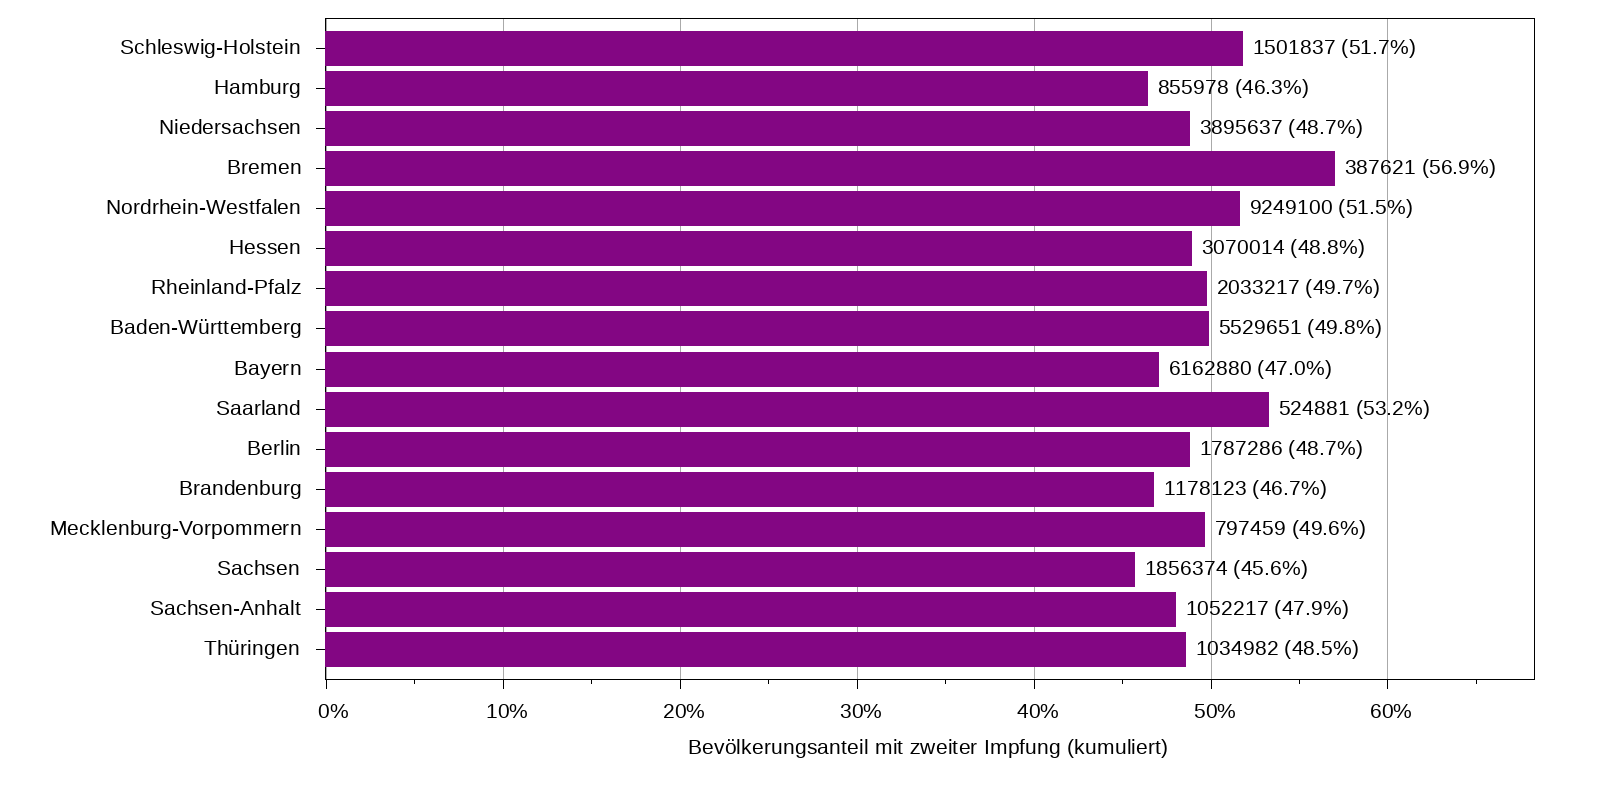 Schleswig-Holstein 1501837 (51.7%)
Hamburg 855978 (46.3%)
Niedersachsen 3895637 (48.7%)
Bremen 387621 (56.9%)
Nordrhein-Westfalen 9249100 (51.5%)
Hessen 3070014 (48.8%)
Rheinland-Pfalz 2033217 (49.7%)
Baden-Württemberg 5529651 (49.8%)
Bayern 6162880 (47.0%)
Saarland 524881 (53.2%)
Berlin 1787286 (48.7%)
Brandenburg 1178123 (46.7%)
Mecklenburg-Vorpommern 797459 (49.6%)
Sachsen 1856374 (45.6%)
Sachsen-Anhalt 1052217 (47.9%)
Thüringen 1034982 (48.5%)
0% 10% 20% 30% 40% 50% 60%
Bevölkerungsanteil mit zweiter Impfung (kumuliert)